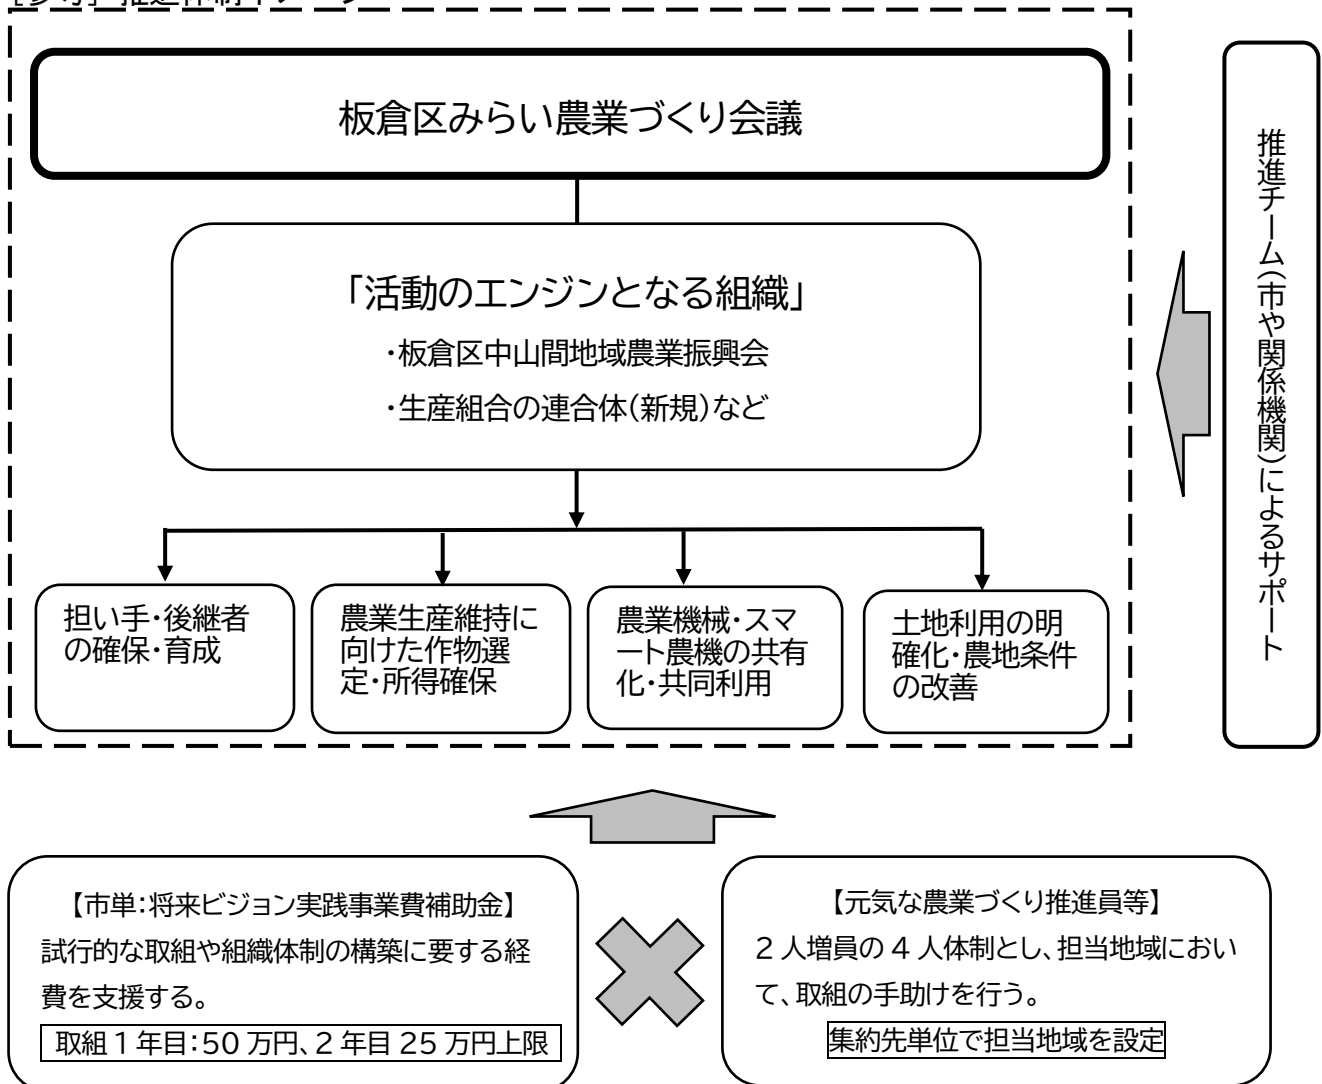 [参考] 推進体制イメージ
板倉区みらい農業づくり会議
「活動のエンジンとなる組織」
・板倉区中山間地域農業振興会
・生産組合の連合体(新規)など
担い手・後継者
の確保・育成
農業生産維持に
向けた作物選
定・所得確保
農業機械・スマ
ート農機の共有
化・共同利用
土地利用の明
確化・農地条件
の改善
推進チーム(市や関係機関)によるサポート
【市単:将来ビジョン実践事業費補助金】
試行的な取組や組織体制の構築に要する経
費を支援する。
取組1年目:50万円、2年目25万円上限
【元気な農業づくり推進員等】
2人増員の4人体制とし、担当地域におい
て、取組の手助けを行う。
集約先単位で担当地域を設定